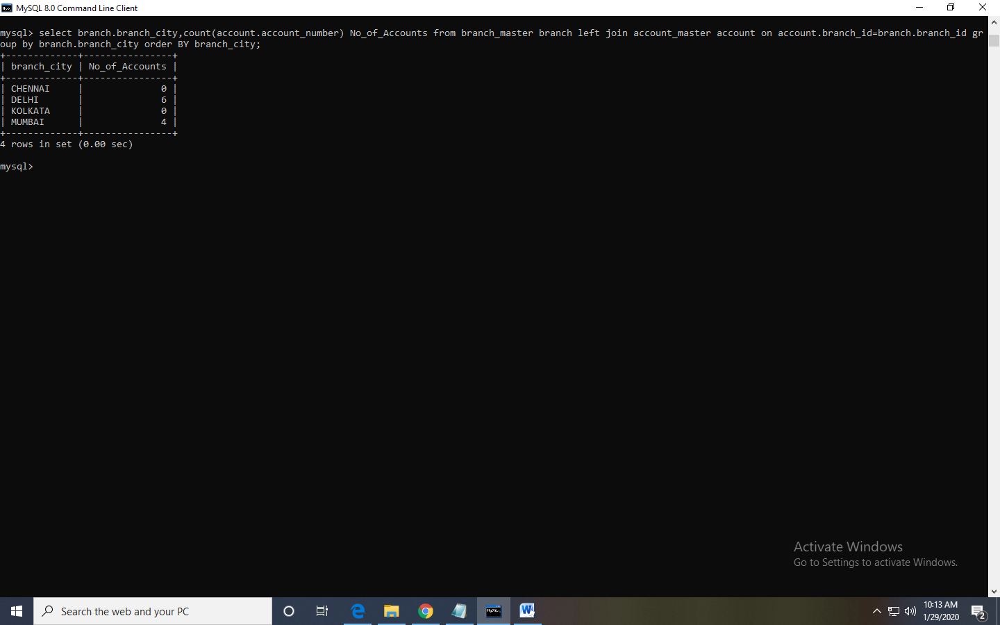 MySQL 8.0 Command Line Client
mysql> select branch.branch_city,count(account.account_number) No_of_Accounts from branch_master branch left join account_master account on account.branch_id=branch.branch_id gr
oup by branch.branch_city order BY branch_city;
+-------------+----------------+
| branch_city | No_of_Accounts |
+-------------+----------------+
| CHENNAI     |              0 |
| DELHI       |              6 |
| KOLKATA     |              0 |
| MUMBAI      |              4 |
+-------------+----------------+
4 rows in set (0.00 sec)
mysql>
Activate Windows
Go to Settings to activate Windows.
Search the web and your PC
10:13 AM
1/29/2020
2